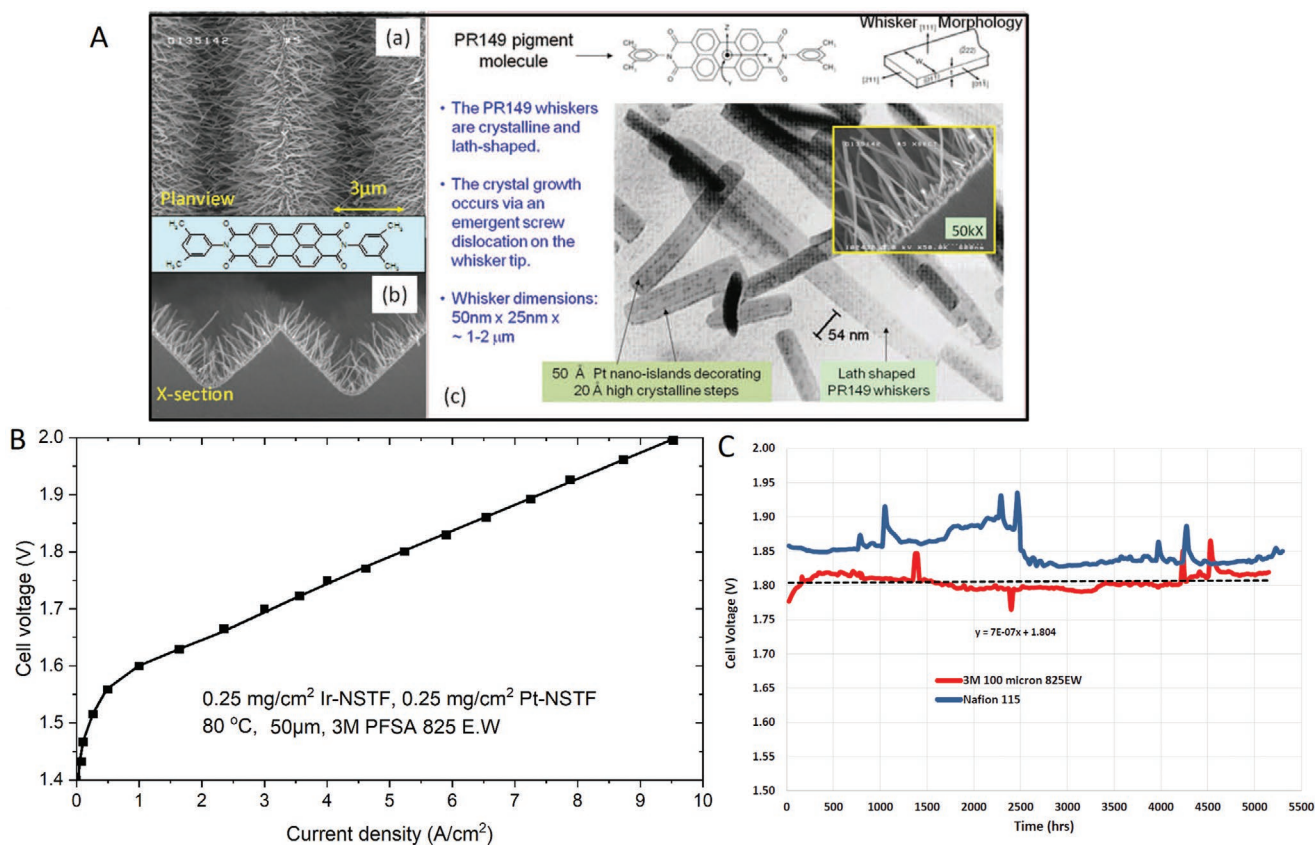 A
D135142
#5
(a)
Planview
3µm
(b)
X-section
PR149 pigment
molecule
Whisker Morphology
[111]
W
Z
X
Y
CH₃
CH₃
O
O
N
N
• The PR149 whiskers
are crystalline and
lath-shaped.
• The crystal growth
occurs via an
emergent screw
dislocation on the
whisker tip.
• Whisker dimensions:
50nm x 25nm x
~ 1-2 µm
50kX
54 nm
50 Å Pt nano-islands decorating
20 Å high crystalline steps
Lath shaped
PR149 whiskers
(c)
B
2.0
1.9
1.8
1.7
1.6
1.5
1.4
Cell voltage (V)
0.25 mg/cm² Ir-NSTF, 0.25 mg/cm² Pt-NSTF
80 °C, 50µm, 3M PFSA 825 E.W
0 1 2 3 4 5 6 7 8 9 10
Current density (A/cm²)
C
2.00
1.95
1.90
1.85
1.80
1.75
1.70
1.65
1.60
1.55
1.50
Cell Voltage (V)
y = 7E-07x + 1.804
3M 100 micron 825EW
Nafion 115
0 500 1000 1500 2000 2500 3000 3500 4000 4500 5000 5500
Time (hrs)